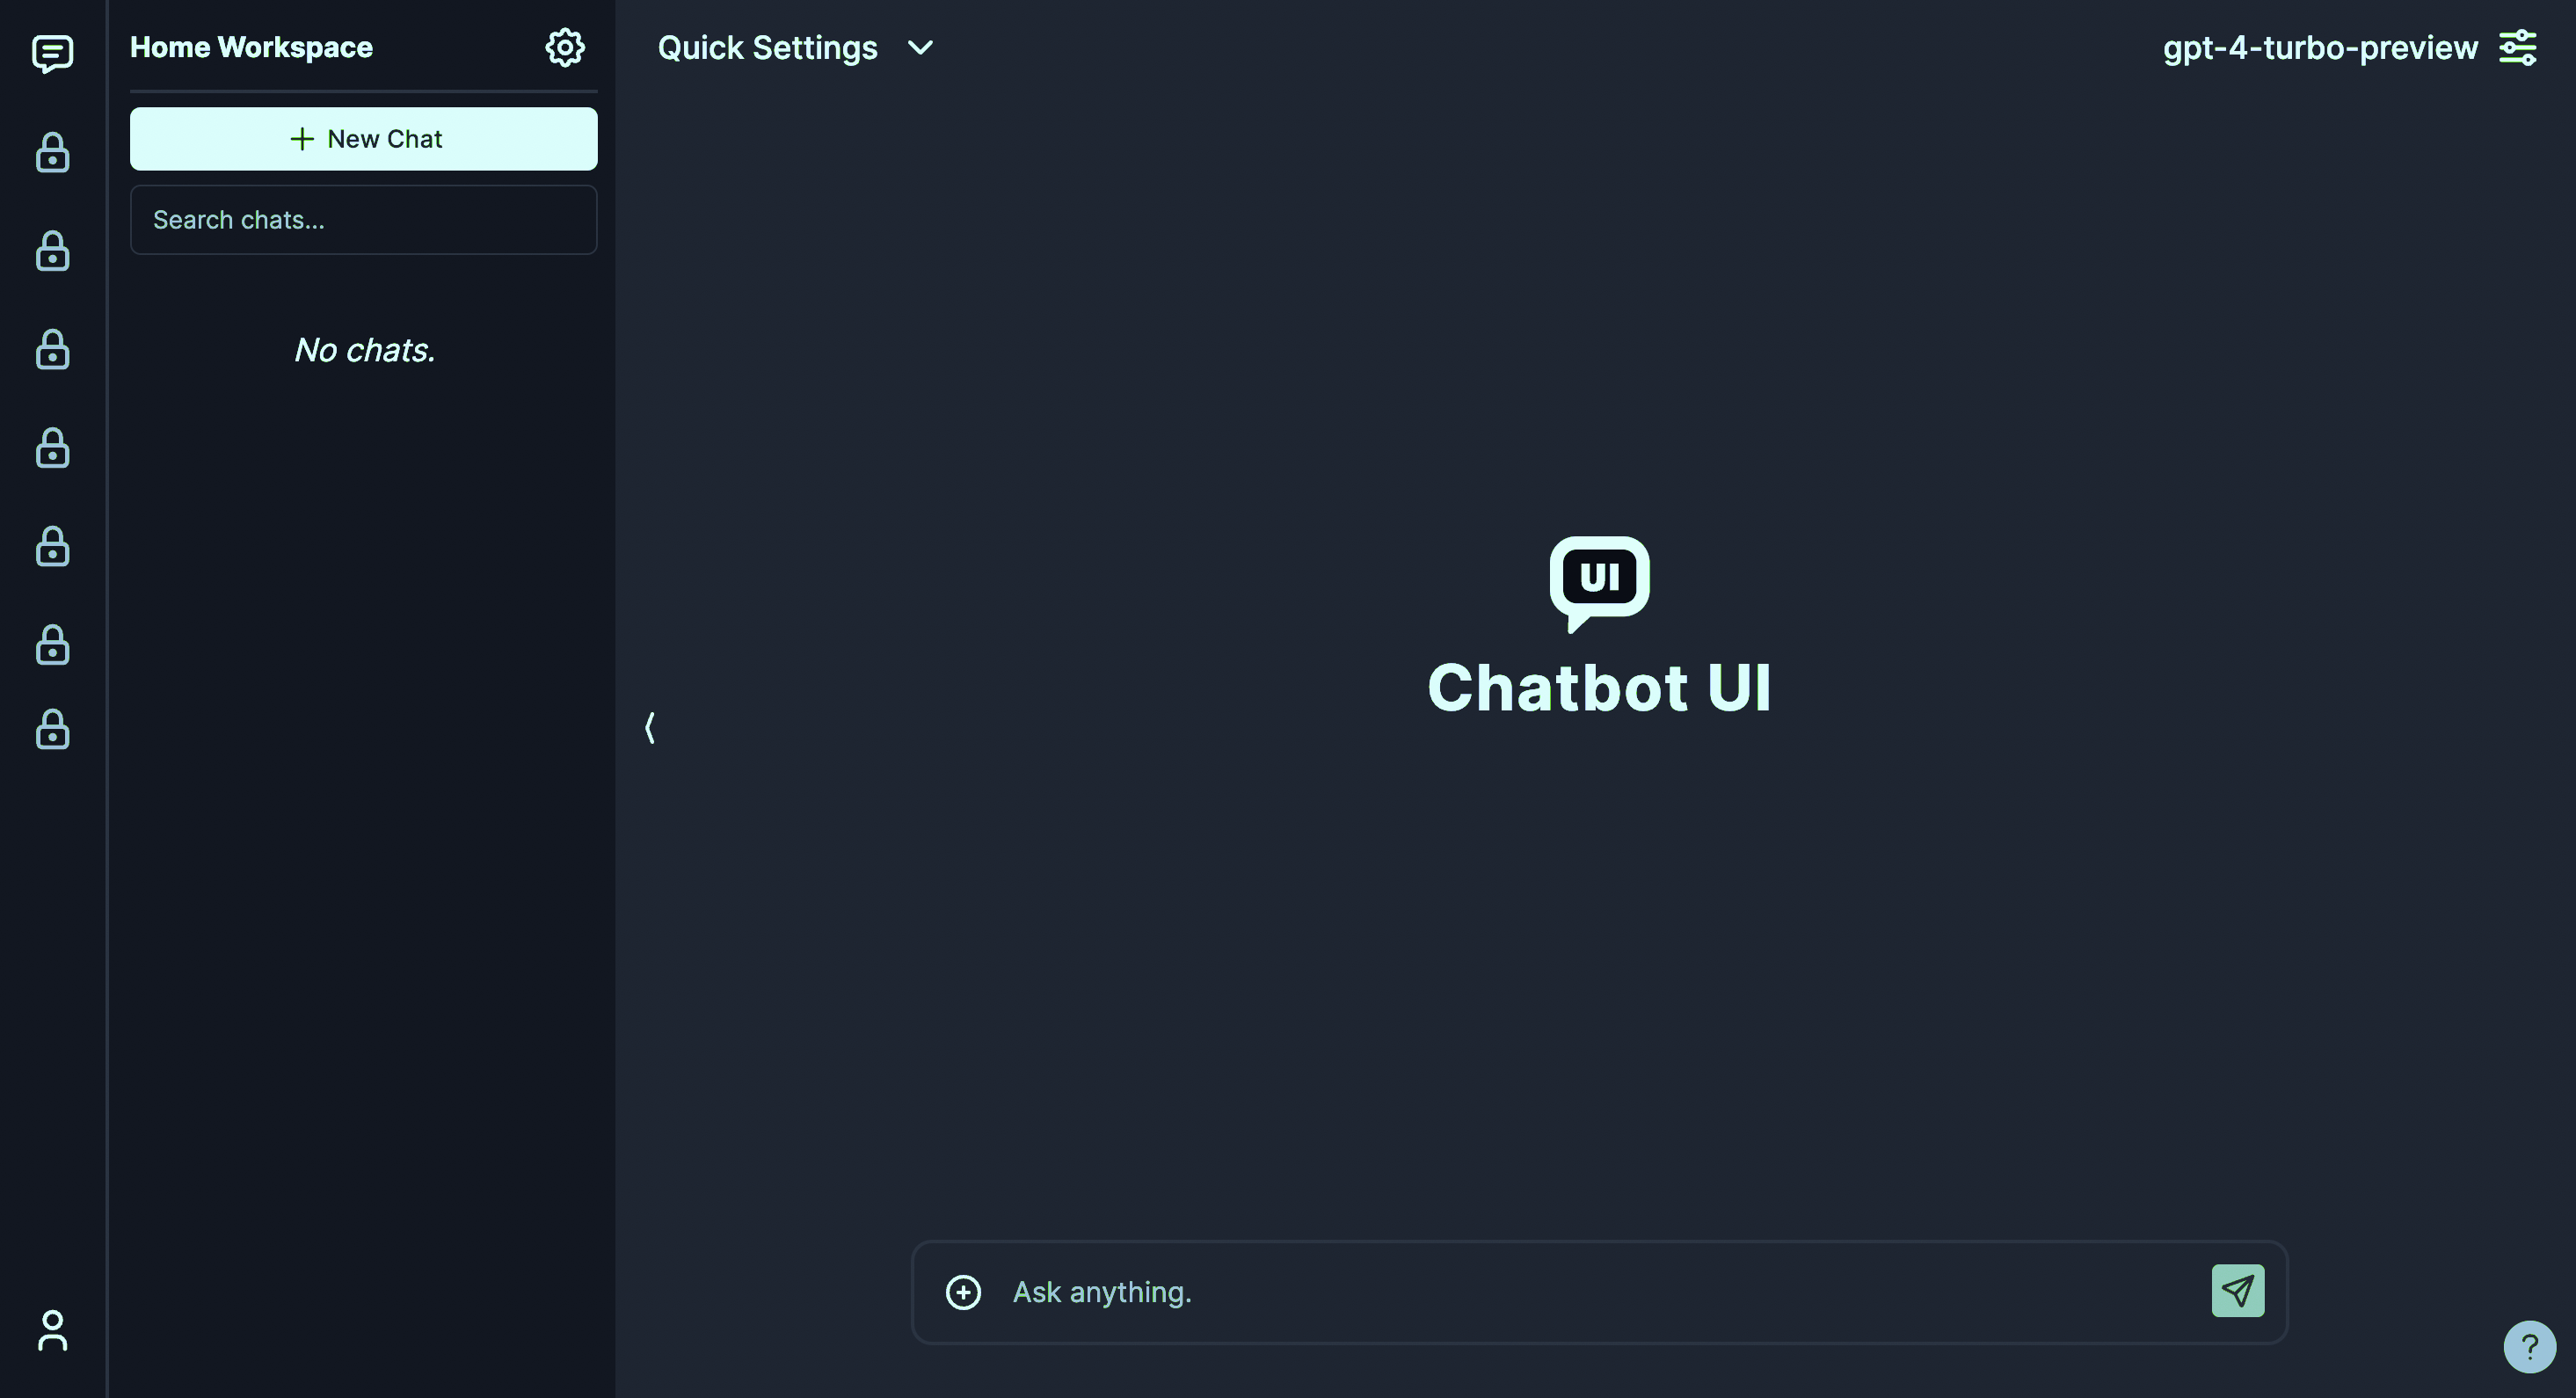 Home Workspace
New Chat
Search chats...
No chats.
Quick Settings
gpt-4-turbo-preview
UI
Chatbot UI
Ask anything.
?